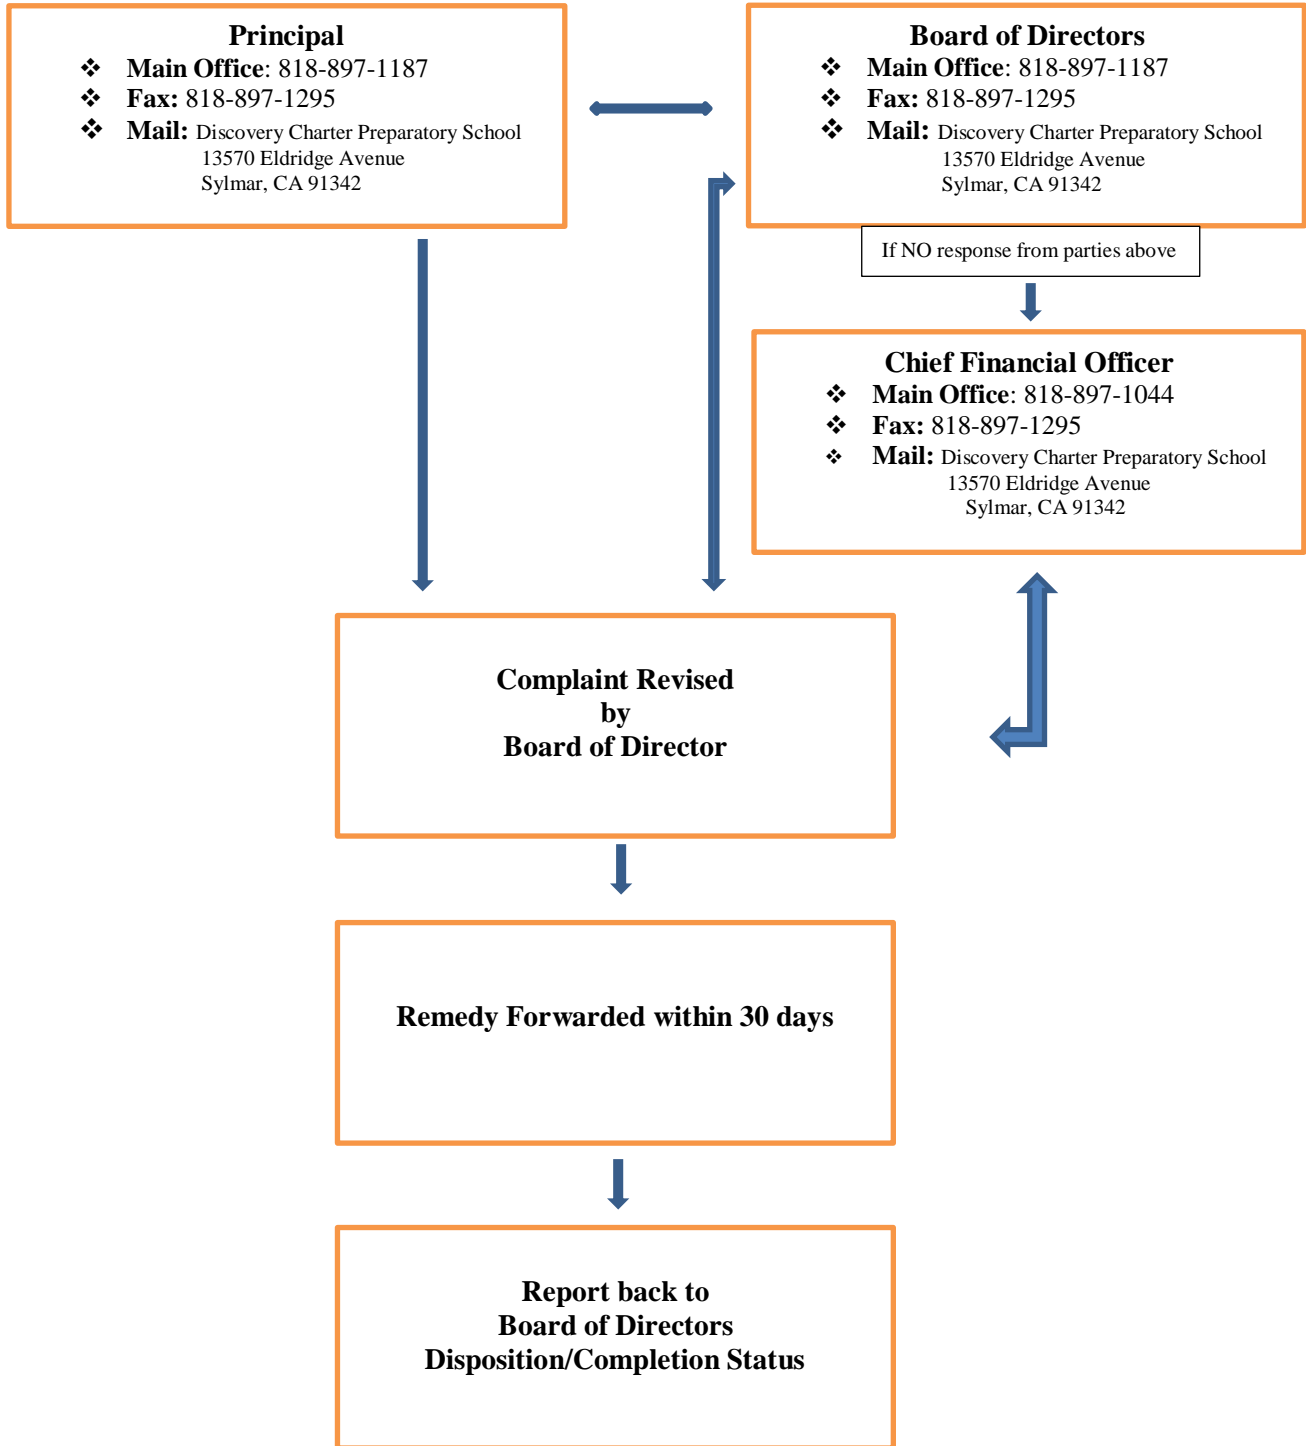 Principal
❖ Main Office: 818-897-1187
❖ Fax: 818-897-1295
❖ Mail: Discovery Charter Preparatory School
13570 Eldridge Avenue
Sylmar, CA 91342
Board of Directors
❖ Main Office: 818-897-1187
❖ Fax: 818-897-1295
❖ Mail: Discovery Charter Preparatory School
13570 Eldridge Avenue
Sylmar, CA 91342
If NO response from parties above
Chief Financial Officer
❖ Main Office: 818-897-1044
❖ Fax: 818-897-1295
❖ Mail: Discovery Charter Preparatory School
13570 Eldridge Avenue
Sylmar, CA 91342
Complaint Revised
by
Board of Director
Remedy Forwarded within 30 days
Report back to
Board of Directors
Disposition/Completion Status